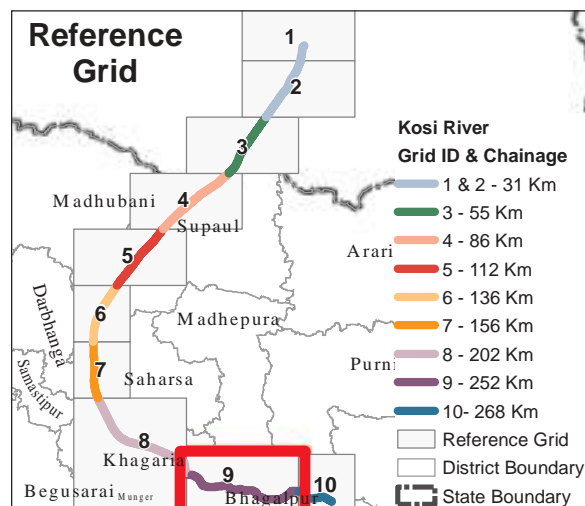 Reference
Grid
1
2
3
4
5
6
7
8
9
10
Madhubani
Supaul
Arari
Darbhanga
Madhepura
Samastipur
Saharsa
Purni
Khagaria
Begusarai
Munger
Bhagalpur
Kosi River
Grid ID & Chainage
1 & 2 - 31 Km
3 - 55 Km
4 - 86 Km
5 - 112 Km
6 - 136 Km
7 - 156 Km
8 - 202 Km
9 - 252 Km
10- 268 Km
Reference Grid
District Boundary
State Boundary